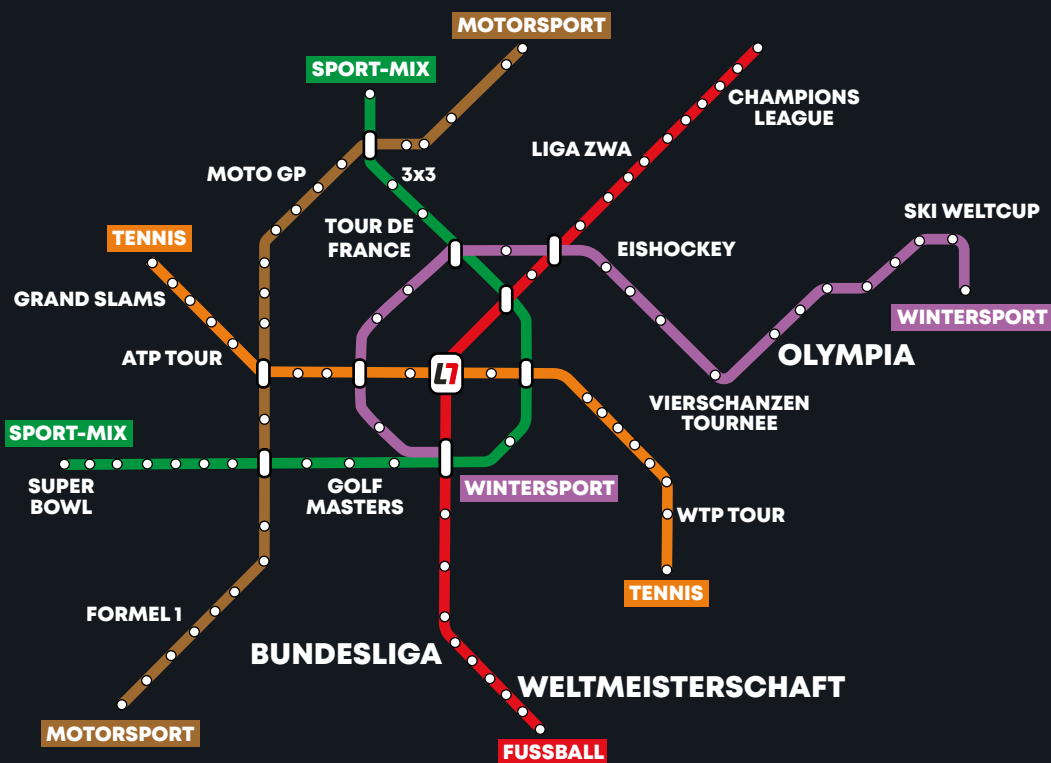 MOTORSPORT
SPORT-MIX
CHAMPIONS
LEAGUE
LIGA ZWA
MOTO GP
3x3
SKI WELTCUP
TOUR DE
FRANCE
TENNIS
EISHOCKEY
GRAND SLAMS
WINTERSPORT
ATP TOUR
OLYMPIA
L7
VIERSCHANZEN
TOURNEE
SPORT-MIX
SUPER
BOWL
GOLF
MASTERS
WINTERSPORT
WTP TOUR
TENNIS
FORMEL 1
BUNDESLIGA
WELTMEISTERSCHAFT
MOTORSPORT
FUSSBALL